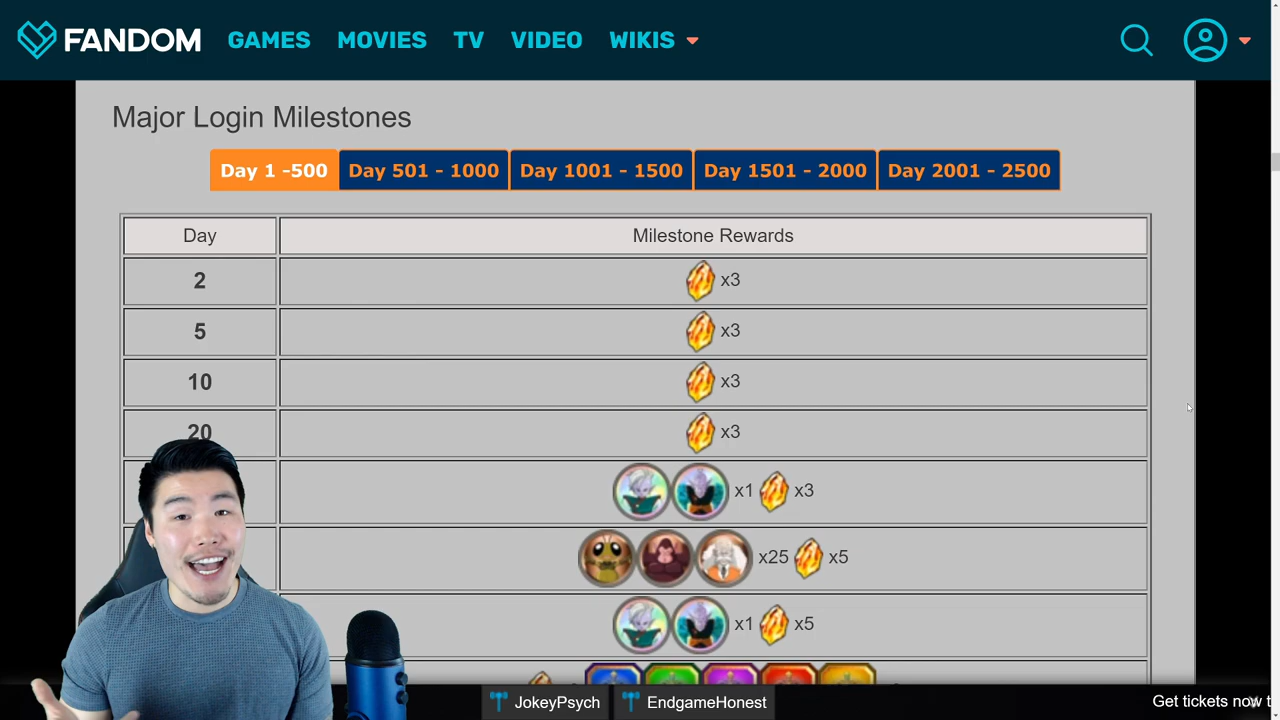 FANDOM GAMES MOVIES TV VIDEO WIKIS
Major Login Milestones
Day 1 -500 Day 501 - 1000 Day 1001 - 1500 Day 1501 - 2000 Day 2001 - 2500
Day Milestone Rewards
2 x3
5 x3
10 x3
20 x3
x1 x3
x25 x5
x1 x5
JokeyPsych EndgameHonest Get tickets now t